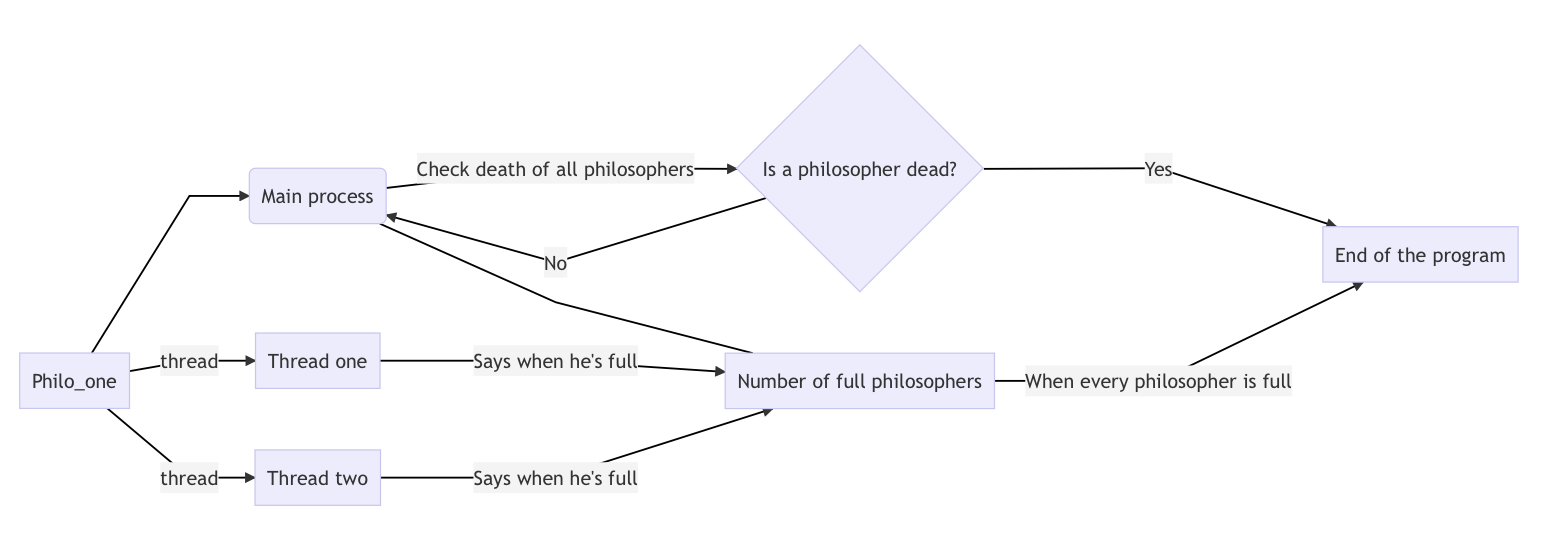 Check death of all philosophers
Is a philosopher dead?
Yes
Main process
No
End of the program
thread
Thread one
Says when he's full
Philo_one
Number of full philosophers
When every philosopher is full
thread
Thread two
Says when he's full